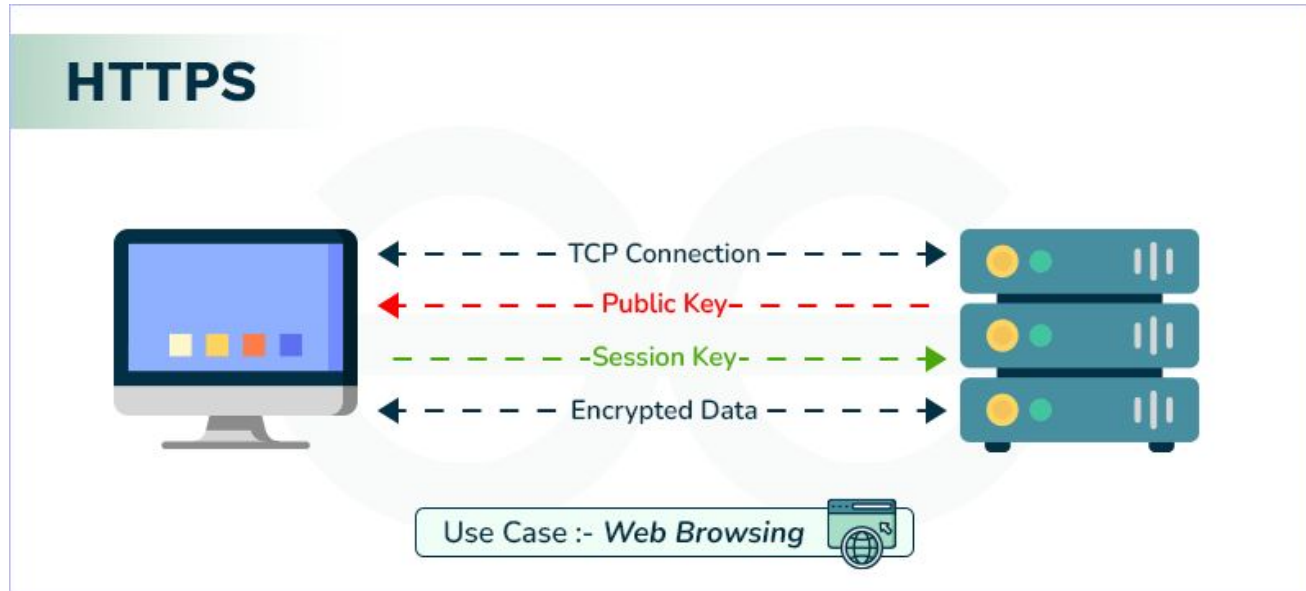 HTTPS
TCP Connection
Public Key
Session Key
Encrypted Data
Use Case :- Web Browsing